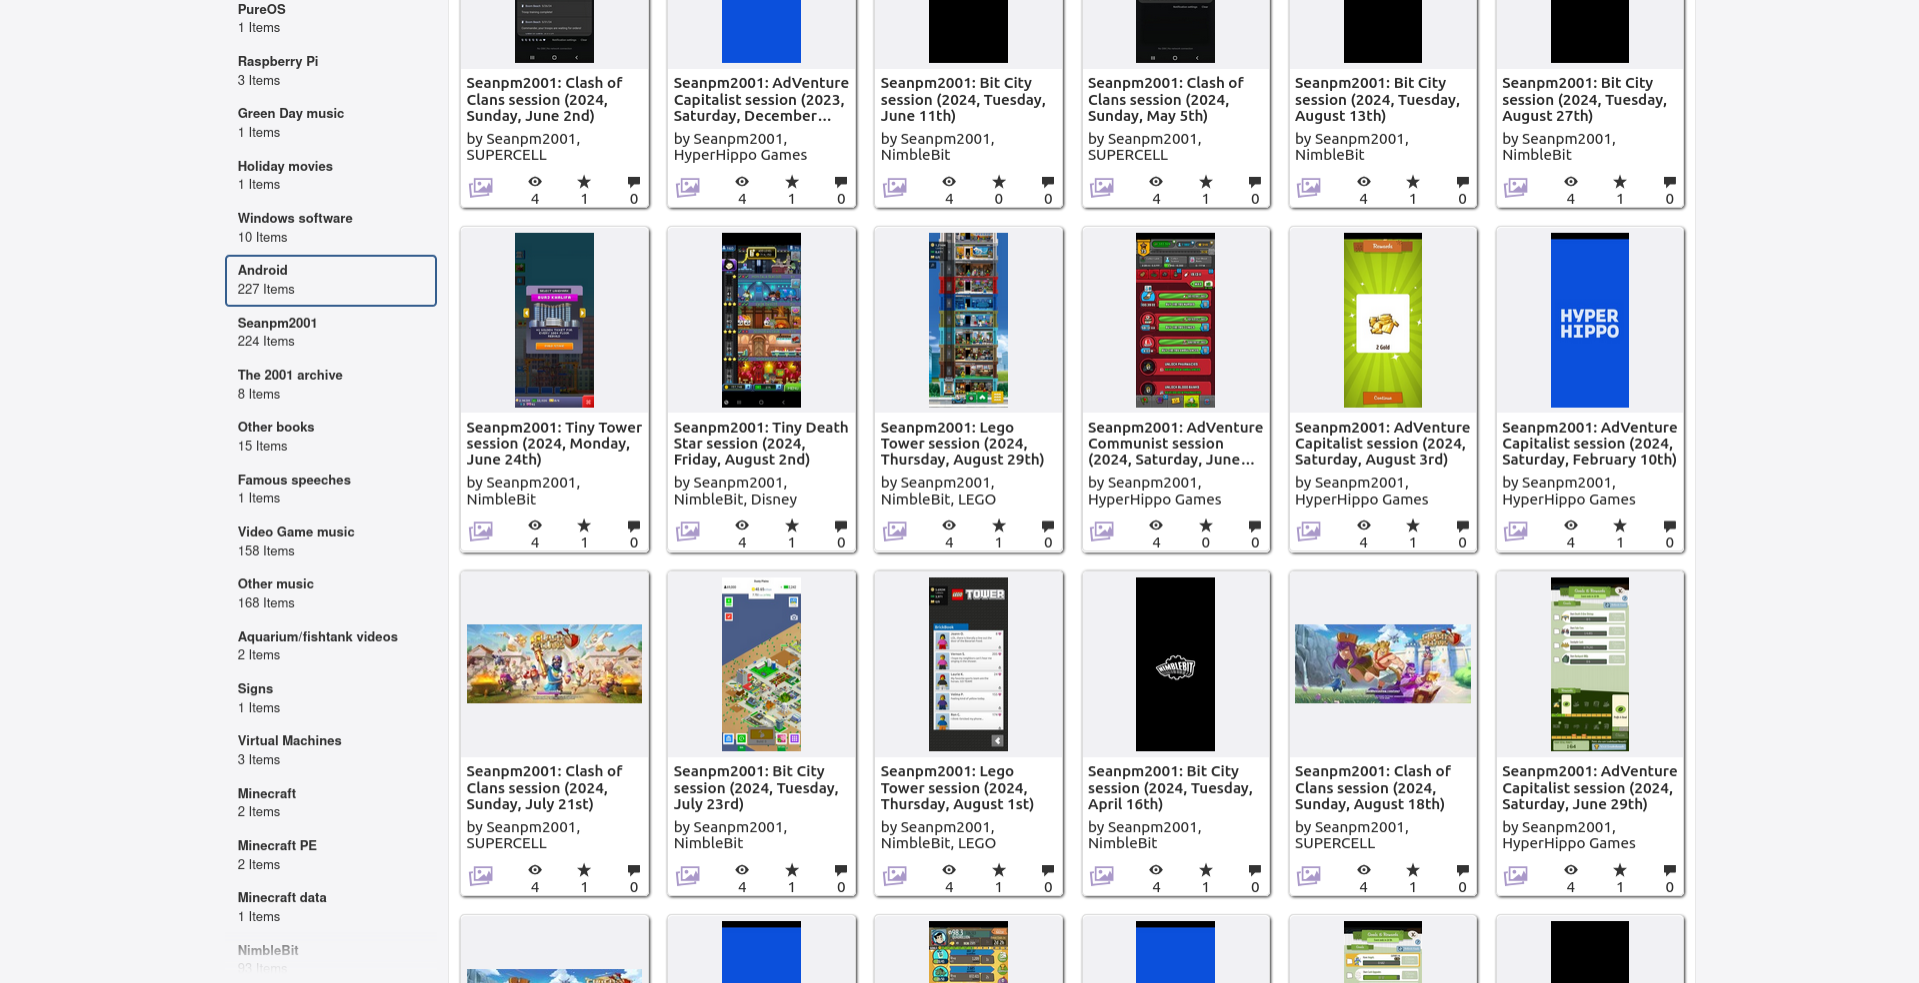 PureOS
1 Items
Raspberry Pi
3 Items
Green Day music
1 Items
Holiday movies
1 Items
Windows software
10 Items
Android
227 Items
Seanpm2001
224 Items
The 2001 archive
8 Items
Other books
15 Items
Famous speeches
1 Items
Video Game music
158 Items
Other music
168 Items
Aquarium/fishtank videos
2 Items
Signs
1 Items
Virtual Machines
3 Items
Minecraft
2 Items
Minecraft PE
2 Items
Minecraft data
1 Items
NimbleBit
93 Items
Seanpm2001: Clash of
Clans session (2024,
Sunday, June 2nd)
by Seanpm2001,
SUPERCELL
4 1 0
Seanpm2001: AdVenture
Capitalist session (2023,
Saturday, December...
by Seanpm2001,
HyperHippo Games
4 1 0
Seanpm2001: Bit City
session (2024, Tuesday,
June 11th)
by Seanpm2001,
NimbleBit
4 0 0
Seanpm2001: Clash of
Clans session (2024,
Sunday, May 5th)
by Seanpm2001,
SUPERCELL
4 1 0
Seanpm2001: Bit City
session (2024, Tuesday,
August 13th)
by Seanpm2001,
NimbleBit
4 1 0
Seanpm2001: Bit City
session (2024, Tuesday,
August 27th)
by Seanpm2001,
NimbleBit
4 1 0
Seanpm2001: Tiny Tower
session (2024, Monday,
June 24th)
by Seanpm2001,
NimbleBit
4 1 0
Seanpm2001: Tiny Death
Star session (2024,
Friday, August 2nd)
by Seanpm2001,
NimbleBit, Disney
4 1 0
Seanpm2001: Lego
Tower session (2024,
Thursday, August 29th)
by Seanpm2001,
NimbleBit, LEGO
4 1 0
Seanpm2001: AdVenture
Communist session
(2024, Saturday, June...
by Seanpm2001,
HyperHippo Games
4 0 0
Rewards
2 Gold
Continue
Seanpm2001: AdVenture
Capitalist session (2024,
Saturday, August 3rd)
by Seanpm2001,
HyperHippo Games
4 1 0
HYPER
HIPPO
Seanpm2001: AdVenture
Capitalist session (2024,
Saturday, February 10th)
by Seanpm2001,
HyperHippo Games
4 1 0
Seanpm2001: Clash of
Clans session (2024,
Sunday, July 21st)
by Seanpm2001,
SUPERCELL
4 1 0
Seanpm2001: Bit City
session (2024, Tuesday,
July 23rd)
by Seanpm2001,
NimbleBit
4 1 0
LEGO TOWER
Seanpm2001: Lego
Tower session (2024,
Thursday, August 1st)
by Seanpm2001,
NimbleBit, LEGO
4 1 0
NIMBLEBIT
Seanpm2001: Bit City
session (2024, Tuesday,
April 16th)
by Seanpm2001,
NimbleBit
4 1 0
Seanpm2001: Clash of
Clans session (2024,
Sunday, August 18th)
by Seanpm2001,
SUPERCELL
4 1 0
Seanpm2001: AdVenture
Capitalist session (2024,
Saturday, June 29th)
by Seanpm2001,
HyperHippo Games
4 1 0